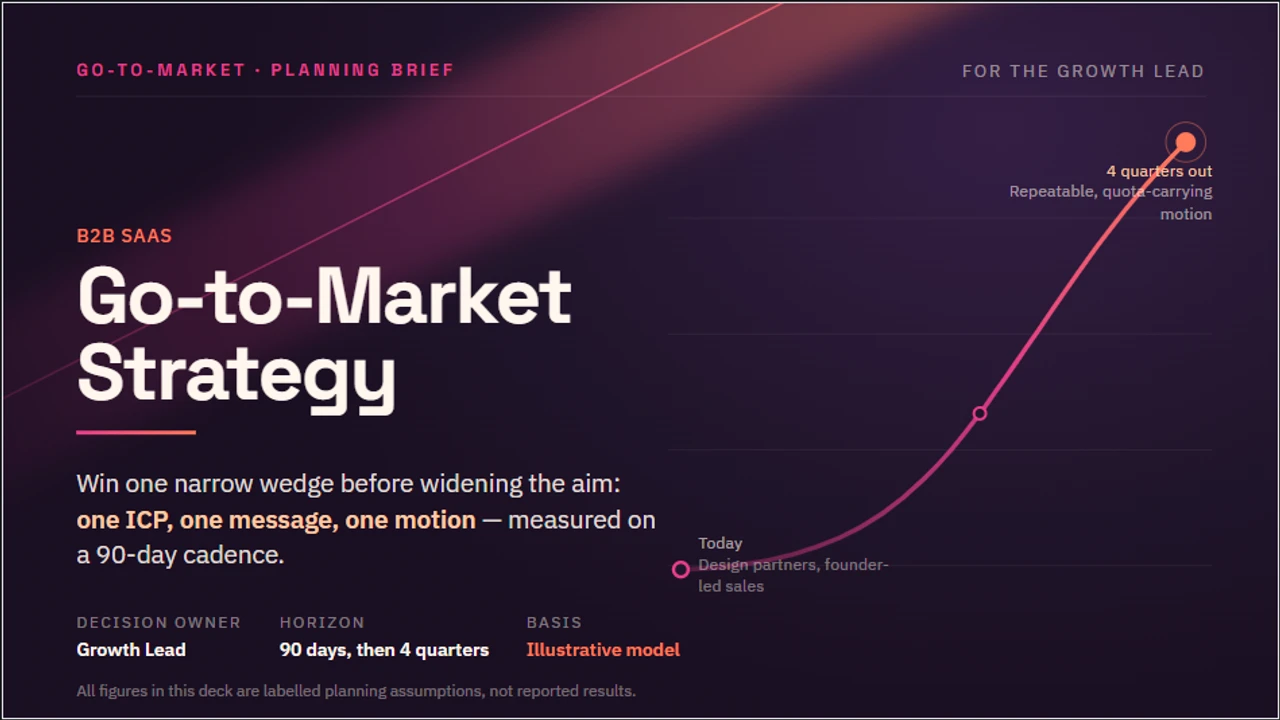 GO-TO-MARKET · PLANNING BRIEF
FOR THE GROWTH LEAD
4 quarters out
Repeatable, quota-carrying
motion
B2B SAAS
Go-to-Market
Strategy
Win one narrow wedge before widening the aim:
one ICP, one message, one motion — measured on
a 90-day cadence.
Today
Design partners, founder-
led sales
DECISION OWNER
Growth Lead
HORIZON
90 days, then 4 quarters
BASIS
Illustrative model
All figures in this deck are labelled planning assumptions, not reported results.